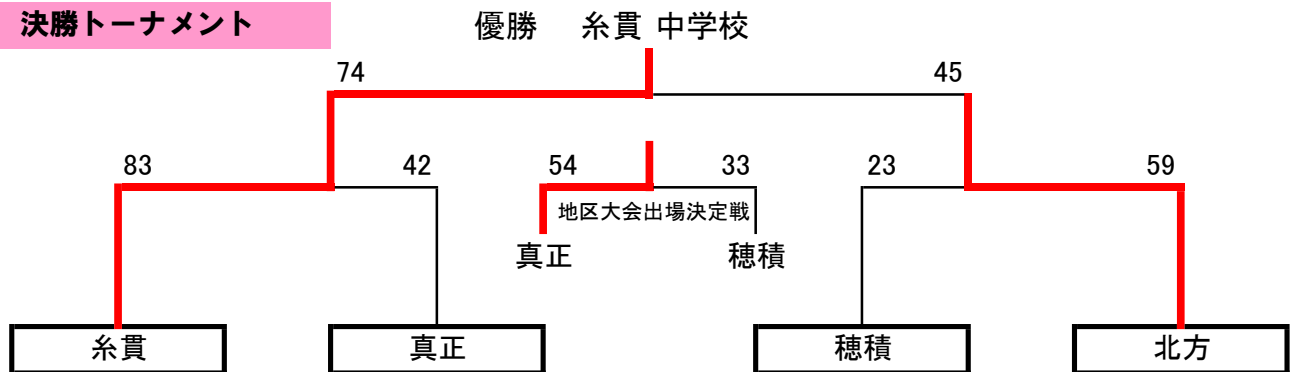 決勝トーナメント
優勝 糸貫 中学校
74 45
83 42 54 33 23 59
地区大会出場決定戦
真正 穂積
糸貫 真正 穂積 北方